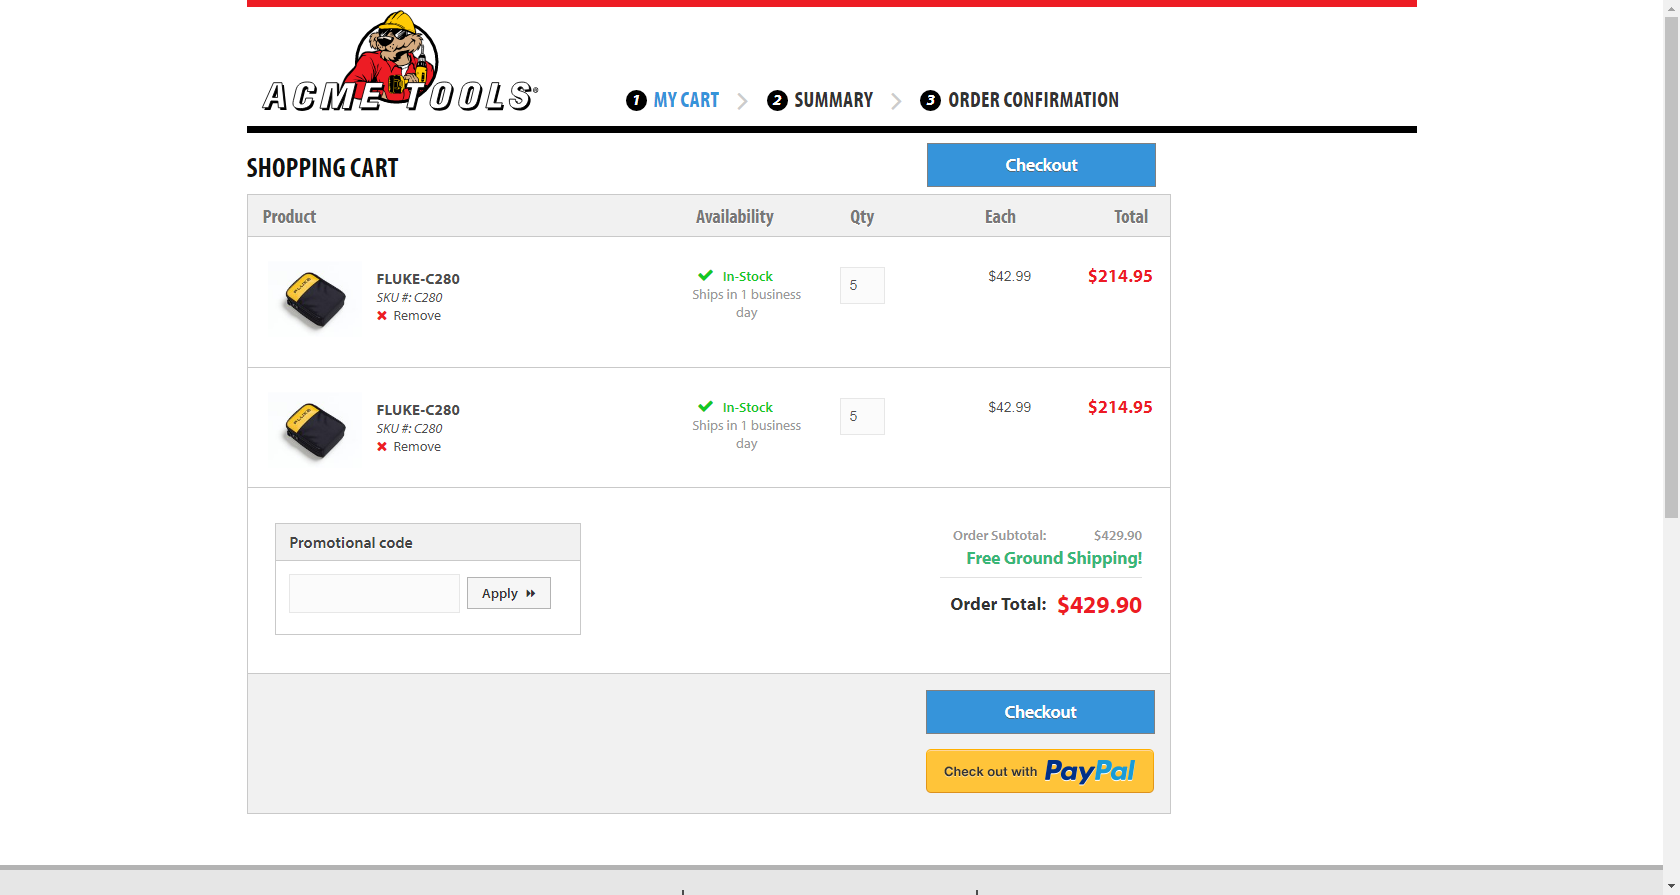 ACME TOOLS®
1 MY CART
2 SUMMARY
3 ORDER CONFIRMATION
SHOPPING CART
Checkout
Product Availability Qty Each Total
FLUKE-C280
SKU #: C280
Remove
In-Stock
Ships in 1 business
day
5
$42.99
$214.95
FLUKE-C280
SKU #: C280
Remove
In-Stock
Ships in 1 business
day
5
$42.99
$214.95
Promotional code
Apply
Order Subtotal: $429.90
Free Ground Shipping!
Order Total: $429.90
Checkout
Check out with PayPal